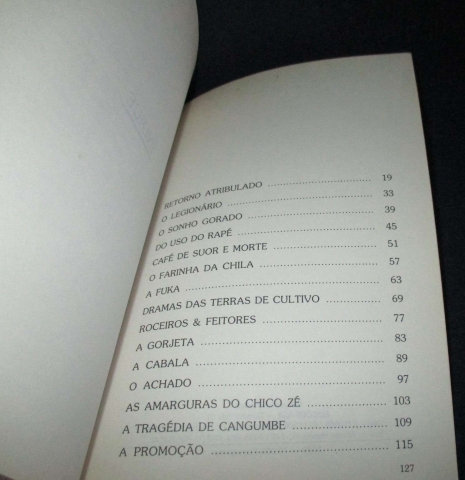 RETORNO ATRIBULADO ........................ 19
O LEGIONÁRIO ........................ 33
O SONHO GORADO ........................ 39
DO USO DO RAPÉ ........................ 45
CAFÉ DE SUOR E MORTE ........................ 51
O FARINHA DA CHILA ........................ 57
A FUKA ........................ 63
DRAMAS DAS TERRAS DE CULTIVO ........................ 69
ROCEIROS & FEITORES ........................ 77
A GORJETA ........................ 83
A CABALA ........................ 89
O ACHADO ........................ 97
AS AMARGURAS DO CHICO ZÉ ........................ 103
A TRAGÉDIA DE CANGUMBE ........................ 109
A PROMOÇÃO ........................ 115
127